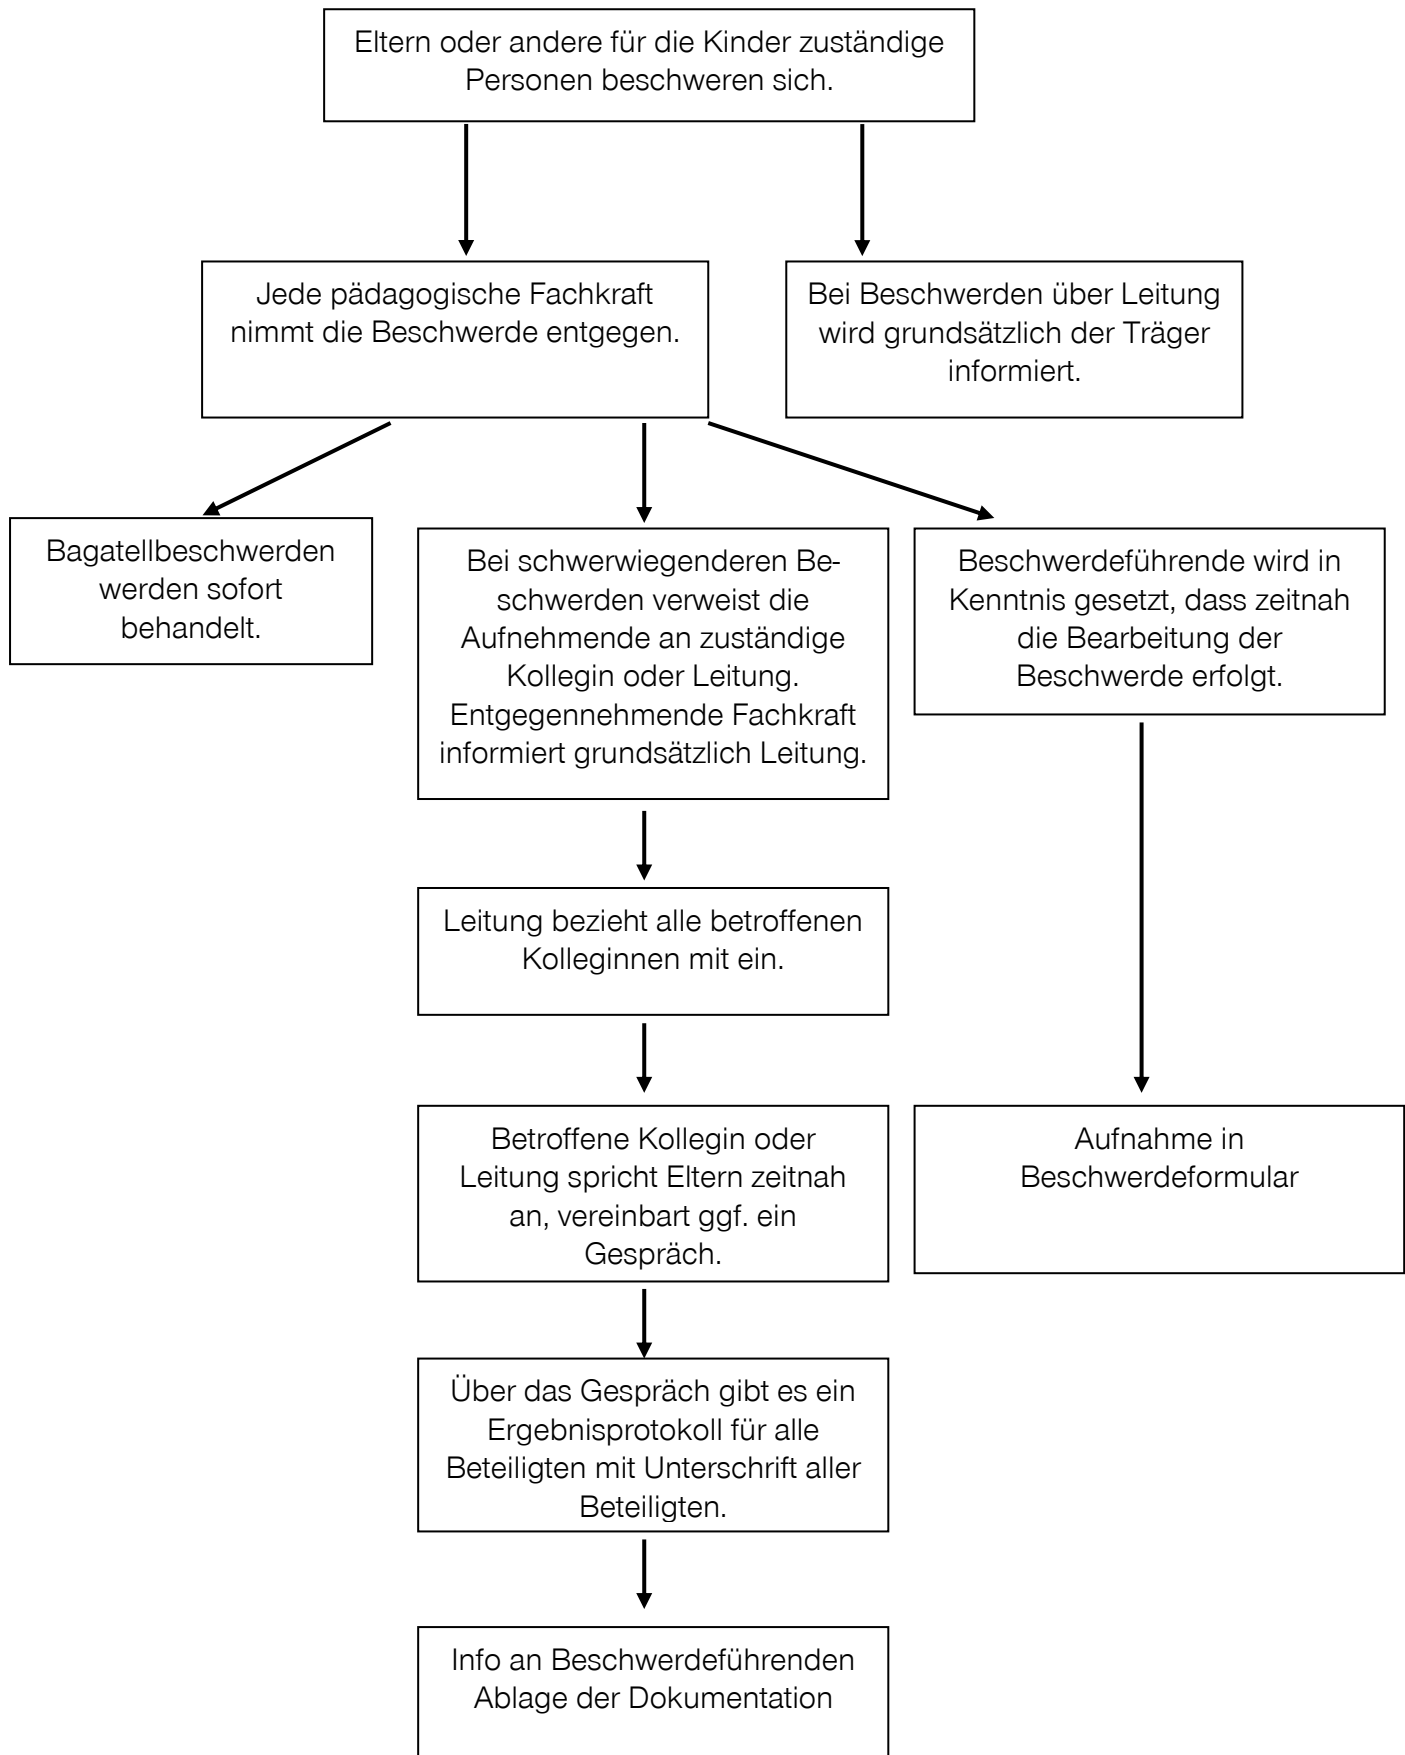 Eltern oder andere für die Kinder zuständige
Personen beschweren sich.
Jede pädagogische Fachkraft
nimmt die Beschwerde entgegen.
Bei Beschwerden über Leitung
wird grundsätzlich der Träger
informiert.
Bagatellbeschwerden
werden sofort
behandelt.
Bei schwerwiegenderen Be-
schwerden verweist die
Aufnehmende an zuständige
Kollegin oder Leitung.
Entgegennehmende Fachkraft
informiert grundsätzlich Leitung.
Beschwerdeführende wird in
Kenntnis gesetzt, dass zeitnah
die Bearbeitung der
Beschwerde erfolgt.
Leitung bezieht alle betroffenen
Kolleginnen mit ein.
Betroffene Kollegin oder
Leitung spricht Eltern zeitnah
an, vereinbart ggf. ein
Gespräch.
Aufnahme in
Beschwerdeformular
Über das Gespräch gibt es ein
Ergebnisprotokoll für alle
Beteiligten mit Unterschrift aller
Beteiligten.
Info an Beschwerdeführenden
Ablage der Dokumentation